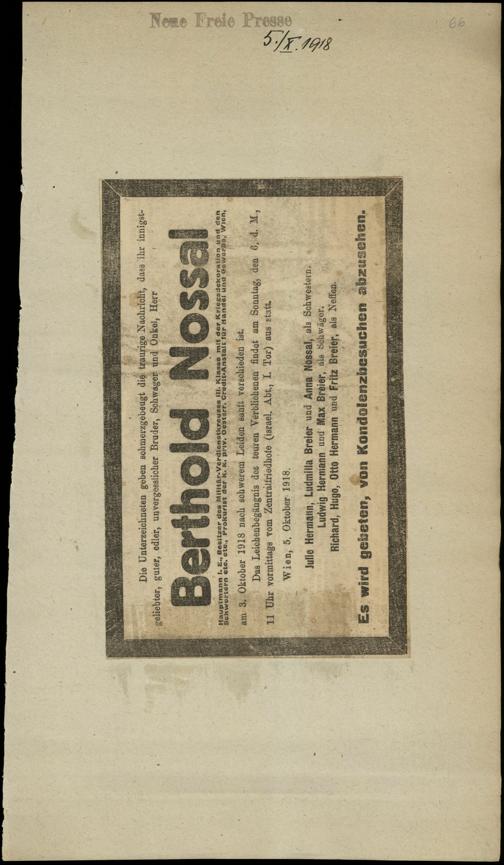 Neue Freie Presse
66
5./X. 1918
Die Unterzeichneten geben schmerzgebeugt die traurige Nachricht, dass ihr innigst-
geliebter, guter, edler, unvergesslicher Bruder, Schwager und Onkel, Herr
Berthold Nossal
Hauptmann i. E., Besitzer des Militär-Verdienstkreuzes III. Klasse mit der Kriegsdekoration und den
Schwertern etc. etc., Prokurist der k. k. priv. Oesterr. Credit-Anstalt für Handel und Gewerbe, Wien,
am 3. Oktober 1918 nach schwerem Leiden sanft verschieden ist.
Das Leichenbegängnis des teuren Verblichenen findet am Sonntag, den 6. d. M.,
11 Uhr vormittags vom Zentralfriedhofe (israel. Abt., I. Tor) aus statt.
Wien, 5. Oktober 1918.
Julie Hermann, Ludmilla Breier und Anna Nossal, als Schwestern.
Ludwig Hermann und Max Breier, als Schwäger.
Richard, Hugo, Otto Hermann und Fritz Breier, als Neffen.
Es wird gebeten, von Kondolenzbesuchen abzusehen.